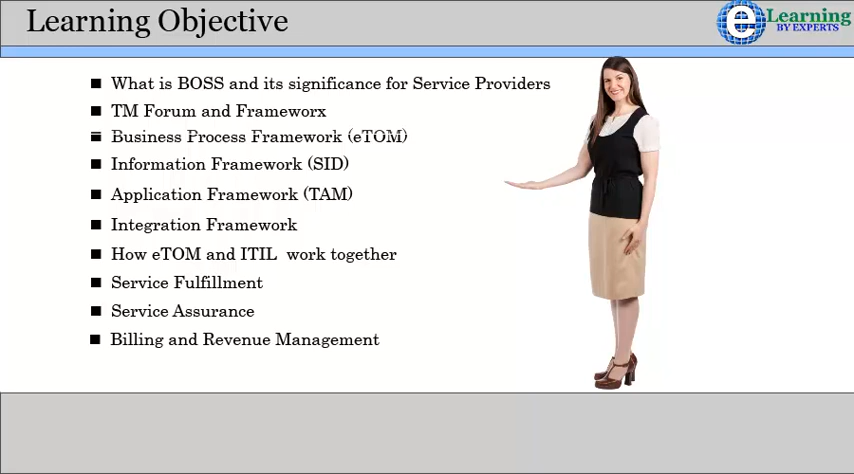 Learning Objective
eLearning
BY EXPERTS
What is BOSS and its significance for Service Providers
TM Forum and Frameworx
Business Process Framework (eTOM)
Information Framework (SID)
Application Framework (TAM)
Integration Framework
How eTOM and ITIL work together
Service Fulfillment
Service Assurance
Billing and Revenue Management